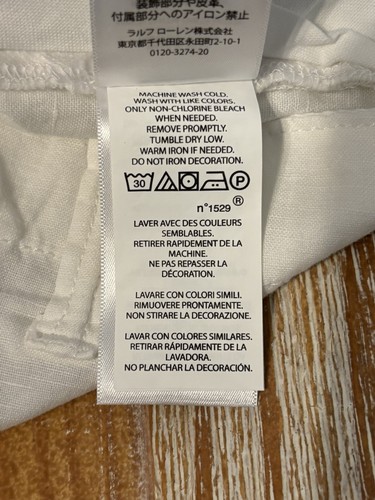 装飾部分や皮革、
付属部分へのアイロン禁止
ラルフ ローレン株式会社
東京都千代田区永田町2-10-1
0120-3274-20
MACHINE WASH COLD.
WASH WITH LIKE COLORS.
ONLY NON-CHLORINE BLEACH
WHEN NEEDED.
REMOVE PROMPTLY.
TUMBLE DRY LOW.
WARM IRON IF NEEDED.
DO NOT IRON DECORATION.
30 P
®
n°1529
LAVER AVEC DES COULEURS
SEMBLABLES.
RETIRER RAPIDEMENT DE LA
MACHINE.
NE PAS REPASSER LA
DÉCORATION.
LAVARE CON COLORI SIMILI.
RIMUOVERE PRONTAMENTE.
NON STIRARE LA DECORAZIONE.
LAVAR CON COLORES SIMILARES.
RETIRAR RÁPIDAMENTE DE LA
LAVADORA.
NO PLANCHAR LA DECORACIÓN.